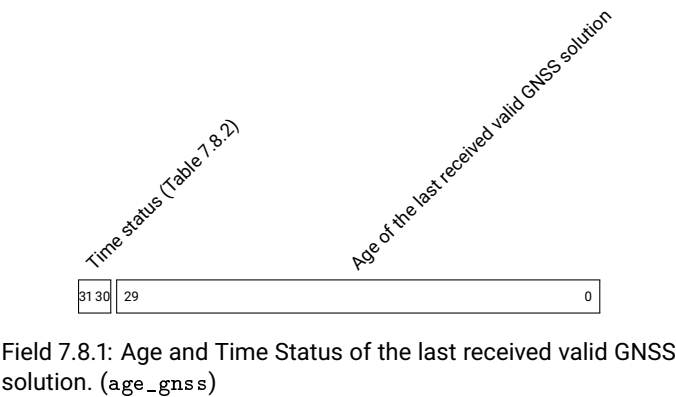 Time status (Table 7.8.2)
Age of the last received valid GNSS solution
31 30 29 0
Field 7.8.1: Age and Time Status of the last received valid GNSS
solution. (age_gnss)